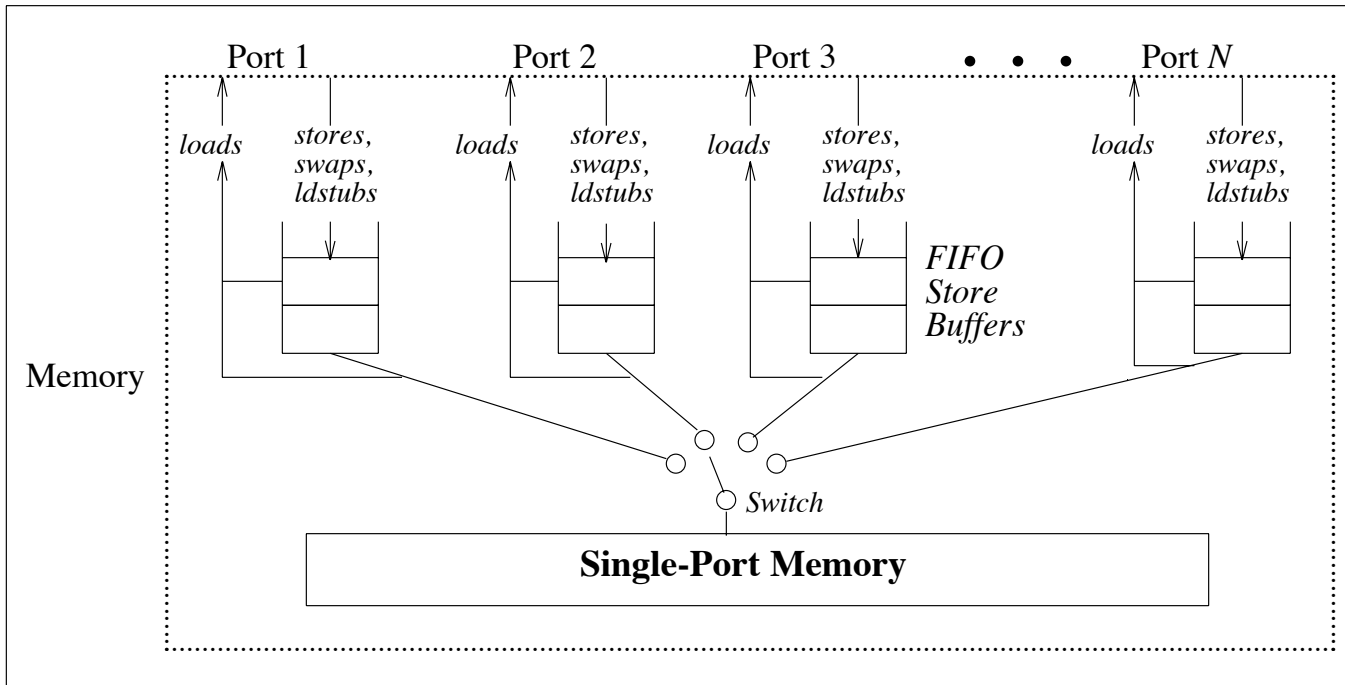 Port 1
Port 2
Port 3
• • •
Port N
loads
stores,
swaps,
ldstubs
loads
stores,
swaps,
ldstubs
loads
stores,
swaps,
ldstubs
loads
stores,
swaps,
ldstubs
FIFO
Store
Buffers
Memory
Switch
Single-Port Memory